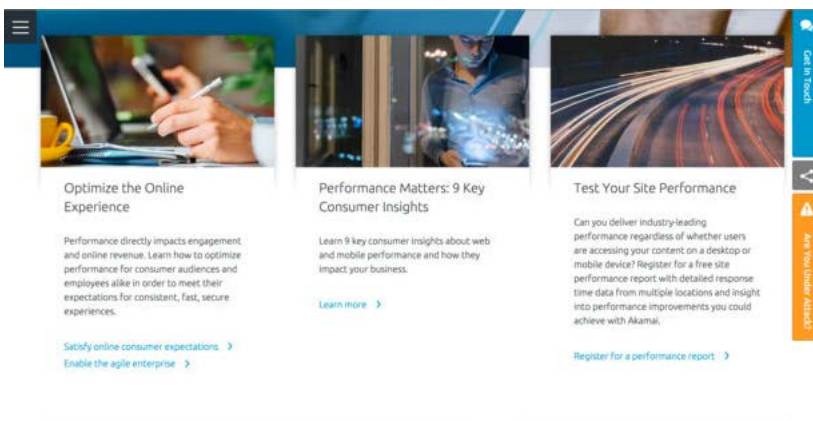 Optimize the Online
Experience
Performance directly impacts engagement
and online revenue. Learn how to optimize
performance for consumer audiences and
employees alike in order to meet their
expectations for consistent, fast, secure
experiences.
Satisfy online consumer expectations
Enable the agile enterprise
Performance Matters: 9 Key
Consumer Insights
Learn 9 key consumer insights about web
and mobile performance and how they
impact your business.
Learn more
Test Your Site Performance
Can you deliver industry-leading
performance regardless of whether users
are accessing your content on a desktop or
mobile device? Register for a free site
performance report with detailed response
time data from multiple locations and insight
into performance improvements you could
achieve with Akamai.
Register for a performance report
Get In Touch
Are You Under Attack?